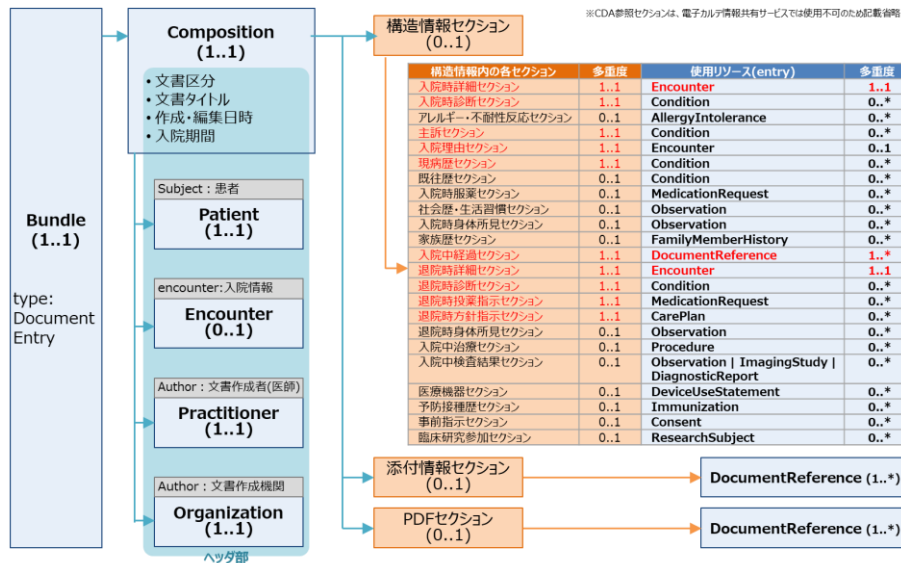 ※CDA参照セクションは、電子カルテ情報共有サービスでは使用不可のため記載省略
Bundle
(1..1)
type:
Document
Entry
Composition
(1..1)
・文書区分
・文書タイトル
・作成・編集日時
・入院期間
Subject：患者
Patient
(1..1)
encounter:入院情報
Encounter
(0..1)
Author：文書作成者(医師)
Practitioner
(1..1)
Author：文書作成機関
Organization
(1..1)
ヘッダ部
構造情報セクション
(0..1)
構造情報内の各セクション 多重度 使用リソース(entry) 多重度
入院時詳細セクション 1..1 Encounter 1..1
入院時診断セクション 1..1 Condition 0..*
アレルギー・不耐性反応セクション 0..1 AllergyIntolerance 0..*
主訴セクション 1..1 Condition 0..*
入院理由セクション 1..1 Encounter 0..1
現病歴セクション 1..1 Condition 0..*
既往歴セクション 0..1 Condition 0..*
入院時服薬セクション 0..1 MedicationRequest 0..*
社会歴・生活習慣セクション 0..1 Observation 0..*
入院時身体所見セクション 0..1 Observation 0..*
家族歴セクション 0..1 FamilyMemberHistory 0..*
入院中経過セクション 1..1 DocumentReference 1..*
退院時詳細セクション 1..1 Encounter 1..1
退院時診断セクション 1..1 Condition 0..*
退院時投薬指示セクション 1..1 MedicationRequest 0..*
退院時方針指示セクション 1..1 CarePlan 0..*
退院時身体所見セクション 0..1 Observation 0..*
入院中治療セクション 0..1 Procedure 0..*
入院中検査結果セクション 0..1 Observation | ImagingStudy | 0..*
DiagnosticReport
医療機器セクション 0..1 DeviceUseStatement 0..*
予防接種歴セクション 0..1 Immunization 0..*
事前指示セクション 0..1 Consent 0..*
臨床研究参加セクション 0..1 ResearchSubject 0..*
添付情報セクション
(0..1)
DocumentReference (1..*)
PDFセクション
(0..1)
DocumentReference (1..*)